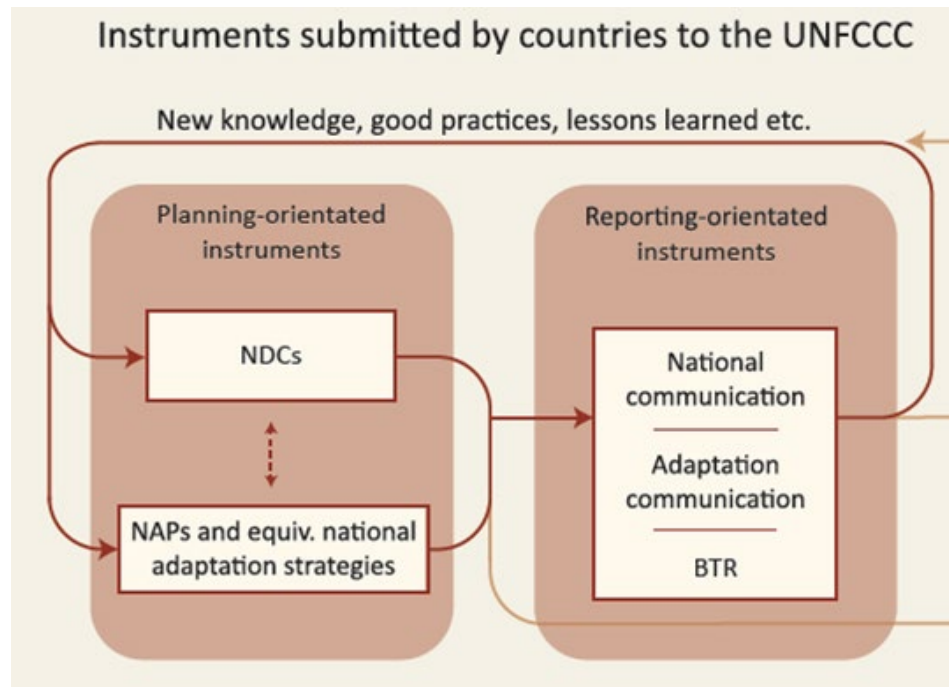 Instruments submitted by countries to the UNFCCC
New knowledge, good practices, lessons learned etc.
Planning-orientated
instruments
NDCs
NAPs and equiv. national
adaptation strategies
Reporting-orientated
instruments
National
communication
Adaptation
communication
BTR